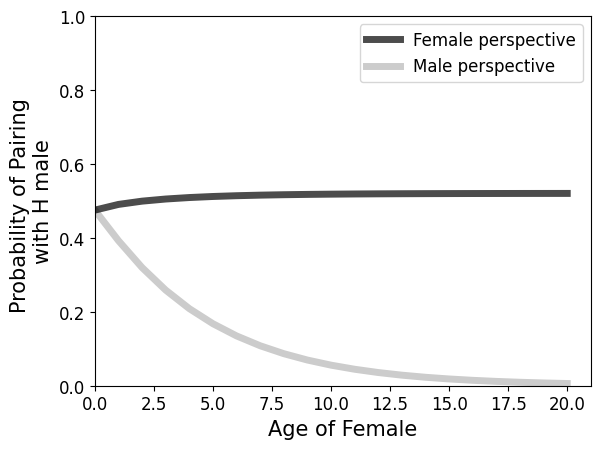 Female perspective
Male perspective
Probability of Pairing
with H male
1.0
0.8
0.6
0.4
0.2
0.0
0.0 2.5 5.0 7.5 10.0 12.5 15.0 17.5 20.0
Age of Female